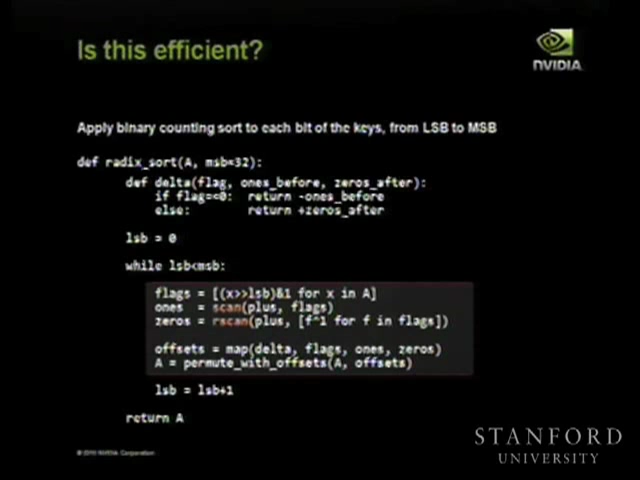 Is this efficient?
NVIDIA
Apply binary counting sort to each bit of the keys, from LSB to MSB
def radix_sort(A, msb=32):
def delta(flag, ones_before, zeros_after):
if flag==0: return -ones_before
else: return +zeros_after
lsb = 0
while lsb<msb:
flags = [(x>>lsb)&1 for x in A]
ones = scan(plus, flags)
zeros = rscan(plus, [f^1 for f in flags])
offsets = map(delta, flags, ones, zeros)
A = permute_with_offsets(A, offsets)
lsb = lsb+1
return A
STANFORD
UNIVERSITY
© 2010 NVIDIA Corporation